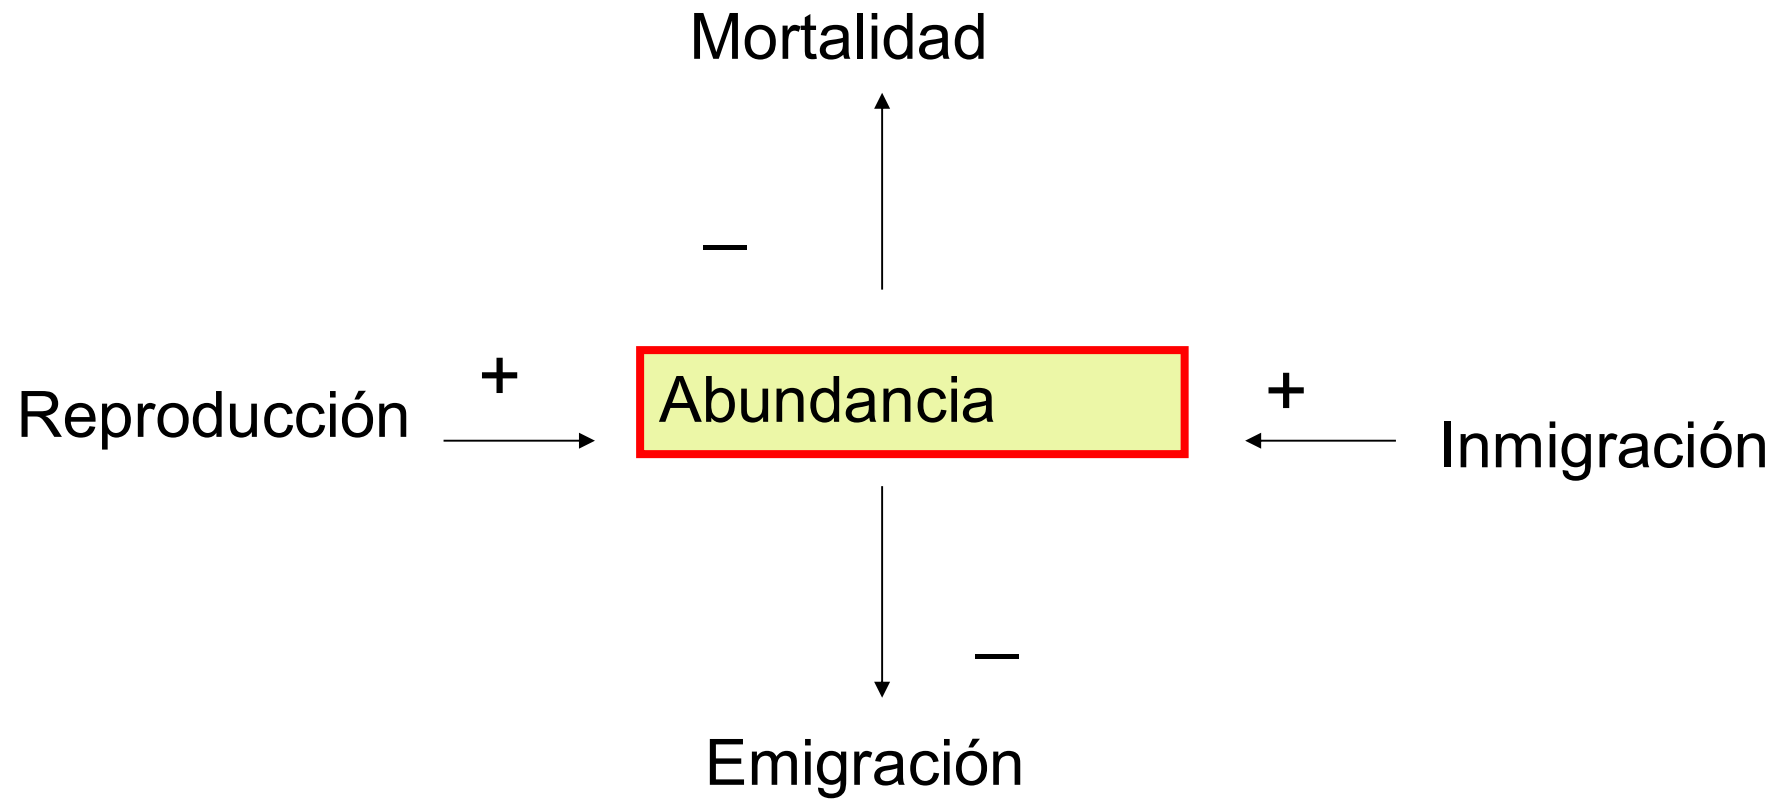 Mortalidad
_
Reproducción
+
Abundancia
+
Inmigración
_
Emigración